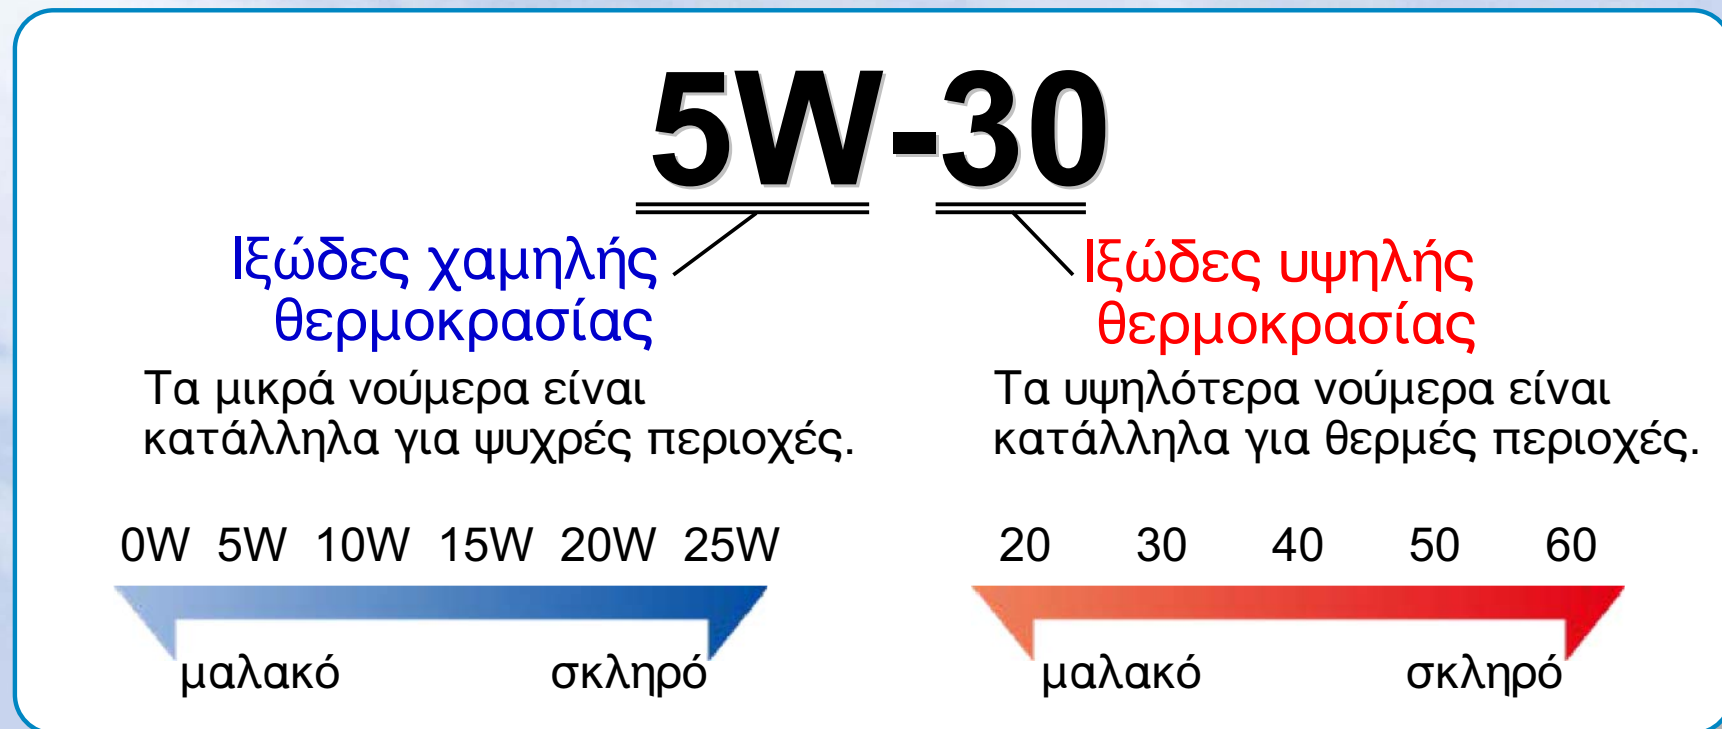 5W-30
Ιξώδες χαμηλής
θερμοκρασίας
Τα μικρά νούμερα είναι
κατάλληλα για ψυχρές περιοχές.
0W 5W 10W 15W 20W 25W
μαλακό σκληρό
Ιξώδες υψηλής
θερμοκρασίας
Τα υψηλότερα νούμερα είναι
κατάλληλα για θερμές περιοχές.
20 30 40 50 60
μαλακό σκληρό